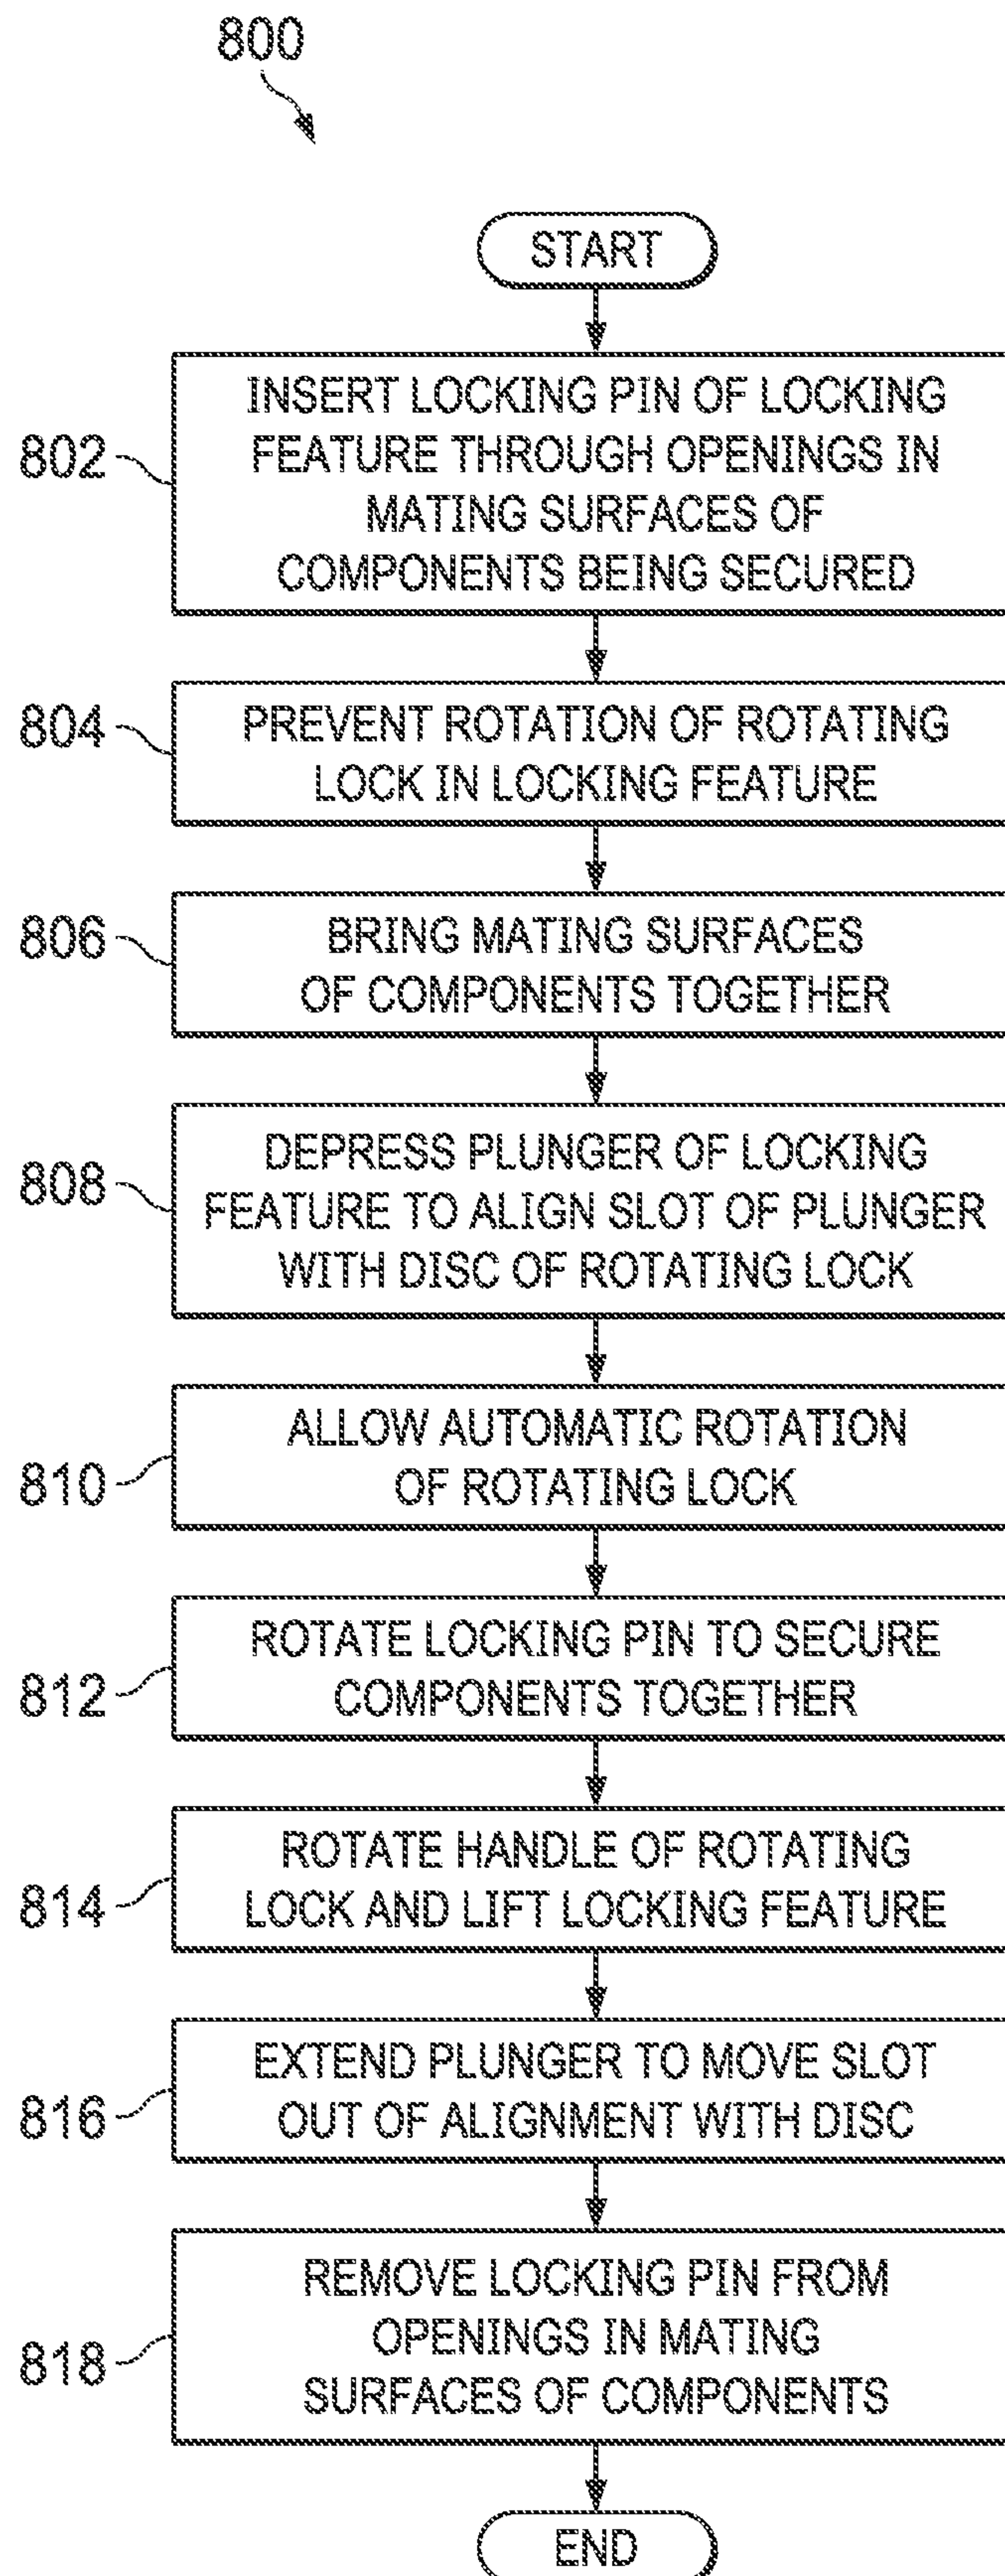 800
START
802
INSERT LOCKING PIN OF LOCKING
FEATURE THROUGH OPENINGS IN
MATING SURFACES OF
COMPONENTS BEING SECURED
804
PREVENT ROTATION OF ROTATING
LOCK IN LOCKING FEATURE
806
BRING MATING SURFACES
OF COMPONENTS TOGETHER
808
DEPRESS PLUNGER OF LOCKING
FEATURE TO ALIGN SLOT OF PLUNGER
WITH DISC OF ROTATING LOCK
810
ALLOW AUTOMATIC ROTATION
OF ROTATING LOCK
812
ROTATE LOCKING PIN TO SECURE
COMPONENTS TOGETHER
814
ROTATE HANDLE OF ROTATING
LOCK AND LIFT LOCKING FEATURE
816
EXTEND PLUNGER TO MOVE SLOT
OUT OF ALIGNMENT WITH DISC
818
REMOVE LOCKING PIN FROM
OPENINGS IN MATING
SURFACES OF COMPONENTS
END